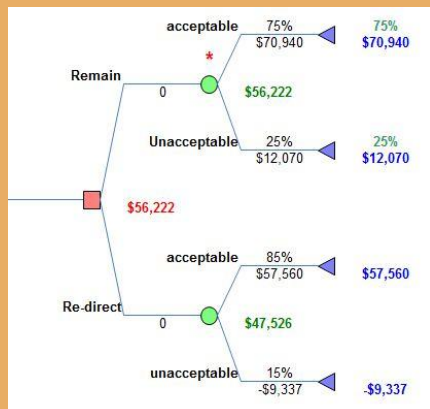 acceptable 75% 75%
$70,940 $70,940
*
Remain
0 $56,222
Unacceptable 25% 25%
$12,070 $12,070
$56,222
acceptable 85%
$57,560 $57,560
Re-direct
0 $47,526
unacceptable 15%
-$9,337 -$9,337